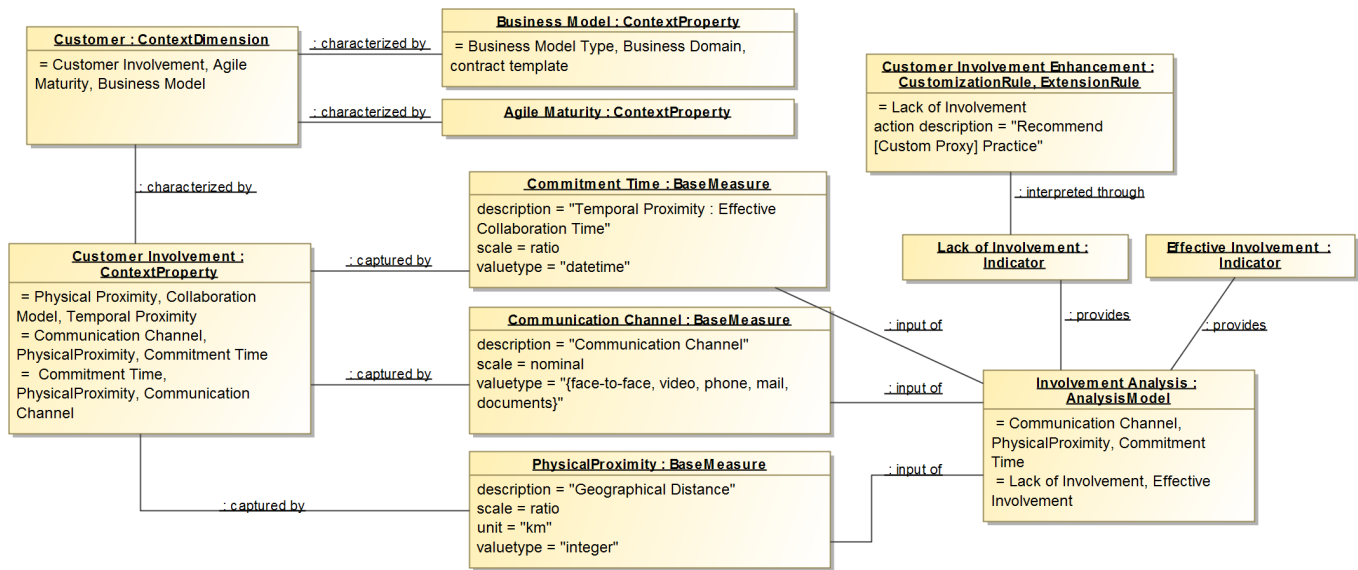 Customer : ContextDimension
= Customer Involvement, Agile
Maturity, Business Model
: characterized by
Business Model : ContextProperty
= Business Model Type, Business Domain,
contract template
: characterized by
Agile Maturity : ContextProperty
Customer Involvement Enhancement :
CustomizationRule, ExtensionRule
= Lack of Involvement
action description = "Recommend
[Custom Proxy] Practice"
: characterized by
: interpreted through
Commitment Time : BaseMeasure
description = "Temporal Proximity : Effective
Collaboration Time"
scale = ratio
valuetype = "datetime"
Lack of Involvement :
Indicator
Effective Involvement :
Indicator
Customer Involvement :
ContextProperty
= Physical Proximity, Collaboration
Model, Temporal Proximity
= Communication Channel,
PhysicalProximity, Commitment Time
= Commitment Time,
PhysicalProximity, Communication
Channel
: captured by
: input of
: provides
: provides
Communication Channel : BaseMeasure
description = "Communication Channel"
scale = nominal
valuetype = "{face-to-face, video, phone, mail,
documents}"
: captured by
: input of
Involvement Analysis :
AnalysisModel
= Communication Channel,
PhysicalProximity, Commitment
Time
= Lack of Involvement, Effective
Involvement
PhysicalProximity : BaseMeasure
description = "Geographical Distance"
scale = ratio
unit = "km"
valuetype = "integer"
: captured by
: input of